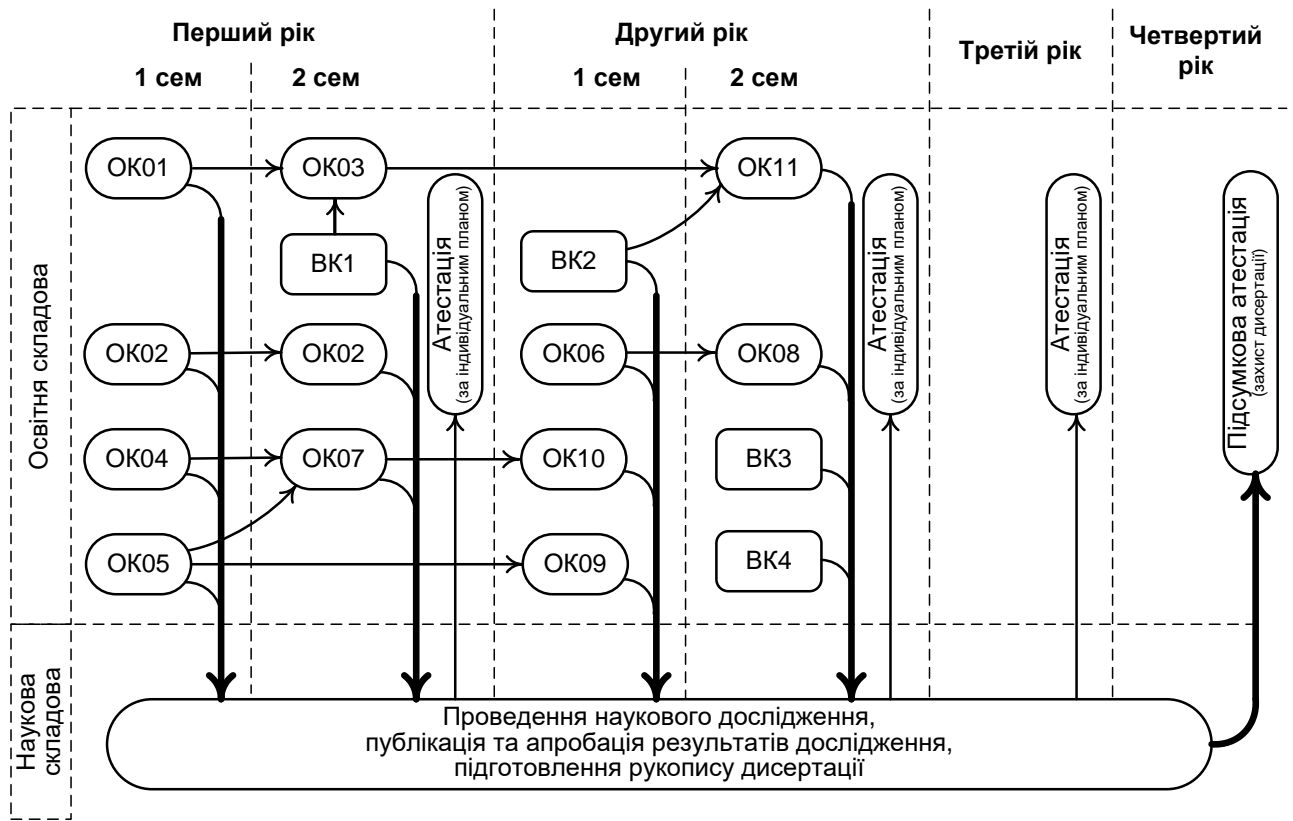 Перший рік
Другий рік
Третій рік
Четвертий
рік
1 сем
2 сем
1 сем
2 сем
Освітня складова
ОК01
ОК03
ОК11
ВК1
ВК2
ОК02
ОК02
ОК06
ОК08
ОК04
ОК07
ОК10
ВК3
ОК05
ОК09
ВК4
Атестація
(за індивідуальним планом)
Атестація
(за індивідуальним планом)
Атестація
(за індивідуальним планом)
Підсумкова атестація
(захист дисертації)
Наукова
складова
Проведення наукового дослідження,
публікація та апробація результатів дослідження,
підготовлення рукопису дисертації